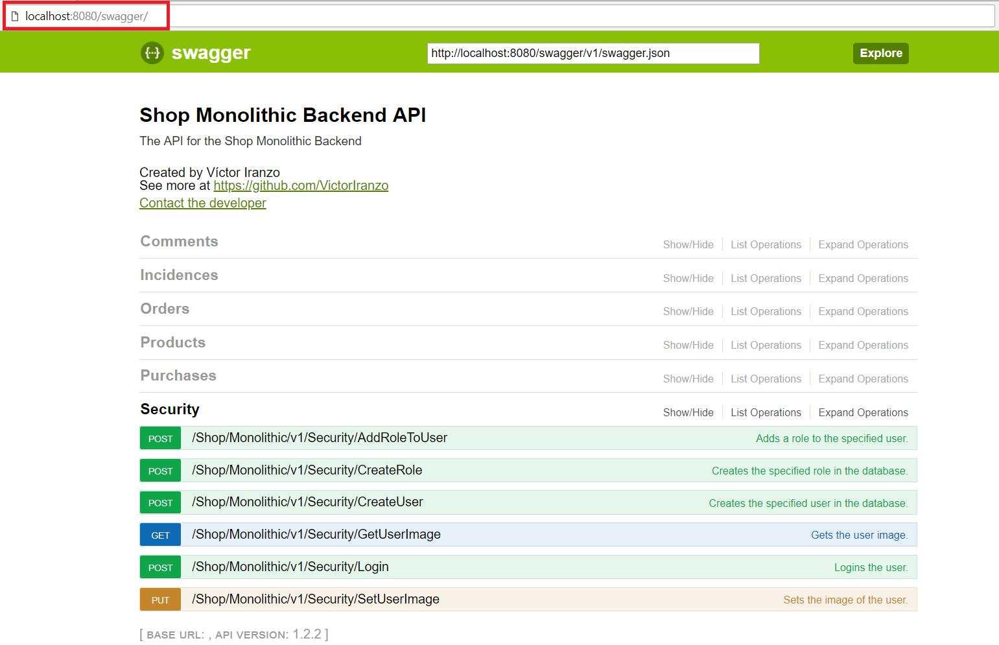 localhost:8080/swagger/
{···} swagger http://localhost:8080/swagger/v1/swagger.json Explore
Shop Monolithic Backend API
The API for the Shop Monolithic Backend
Created by Víctor Iranzo
See more at https://github.com/VictorIranzo
Contact the developer
Comments Show/Hide List Operations Expand Operations
Incidences Show/Hide List Operations Expand Operations
Orders Show/Hide List Operations Expand Operations
Products Show/Hide List Operations Expand Operations
Purchases Show/Hide List Operations Expand Operations
Security Show/Hide List Operations Expand Operations
POST /Shop/Monolithic/v1/Security/AddRoleToUser Adds a role to the specified user.
POST /Shop/Monolithic/v1/Security/CreateRole Creates the specified role in the database.
POST /Shop/Monolithic/v1/Security/CreateUser Creates the specified user in the database.
GET /Shop/Monolithic/v1/Security/GetUserImage Gets the user image.
POST /Shop/Monolithic/v1/Security/Login Logins the user.
PUT /Shop/Monolithic/v1/Security/SetUserImage Sets the image of the user.
[ BASE URL: , API VERSION: 1.2.2 ]